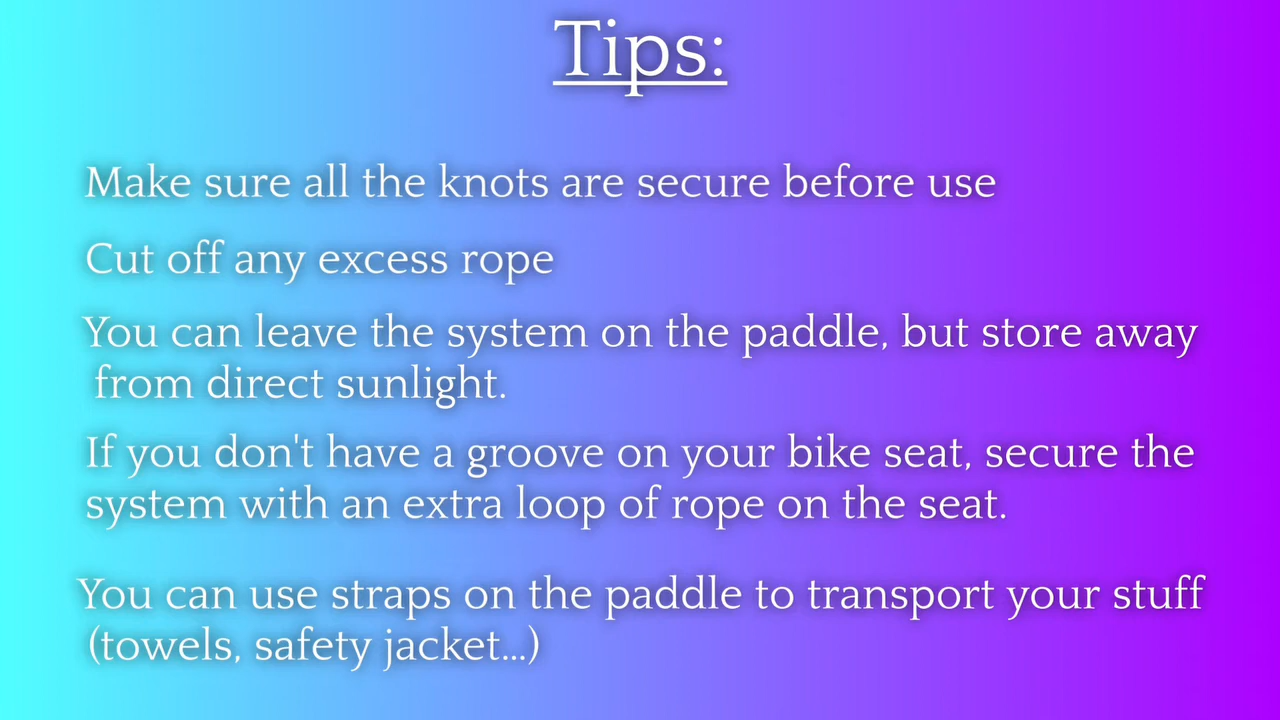 Tips:
Make sure all the knots are secure before use
Cut off any excess rope
You can leave the system on the paddle, but store away
from direct sunlight.
If you don't have a groove on your bike seat, secure the
system with an extra loop of rope on the seat.
You can use straps on the paddle to transport your stuff
(towels, safety jacket...)